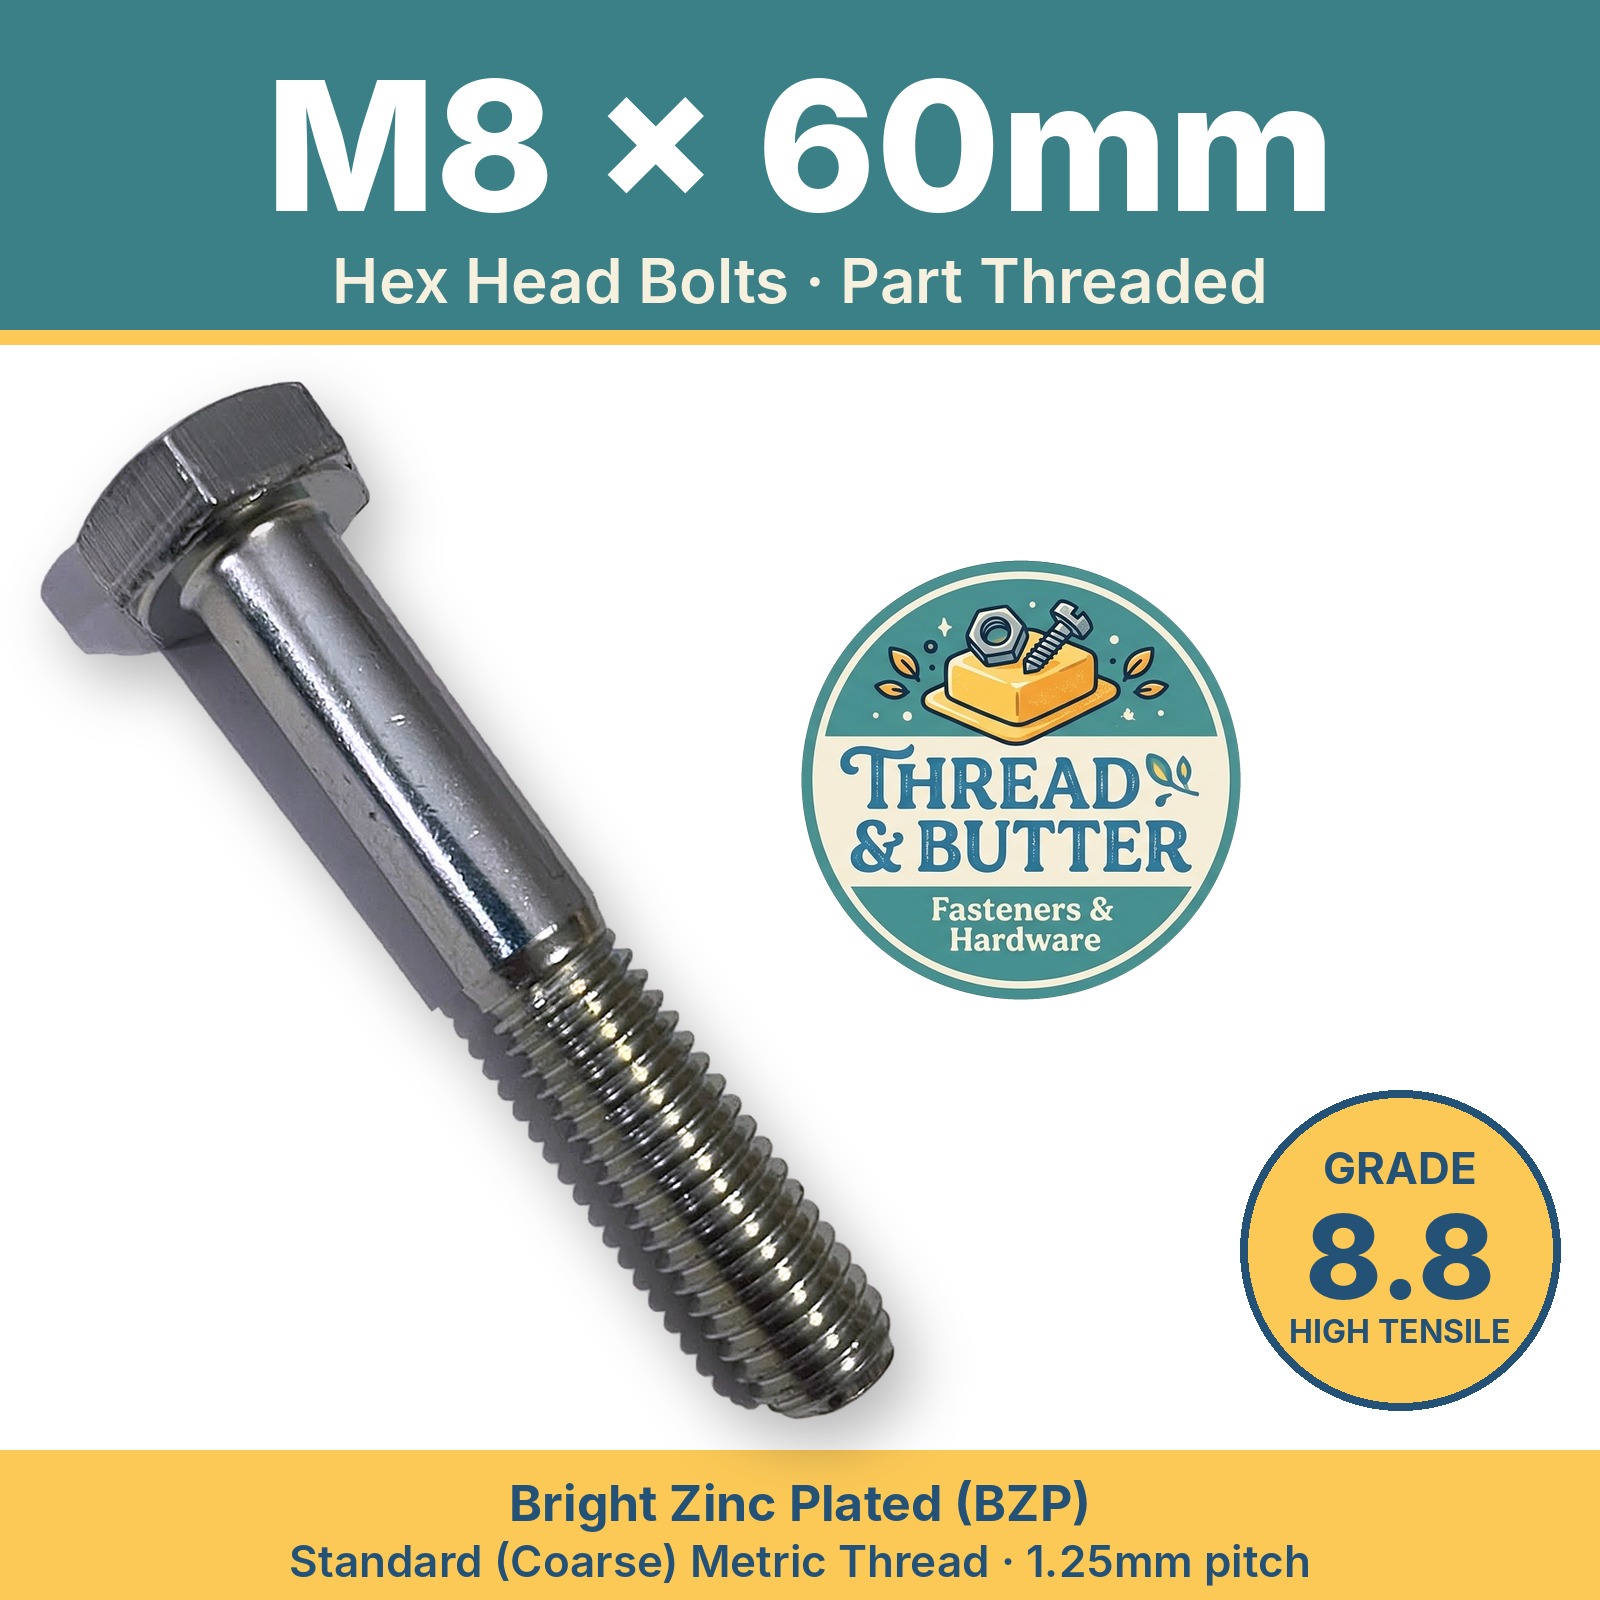 M8 × 60mm
Hex Head Bolts · Part Threaded
THREAD
& BUTTER
Fasteners &
Hardware
GRADE
8.8
HIGH TENSILE
Bright Zinc Plated (BZP)
Standard (Coarse) Metric Thread · 1.25mm pitch